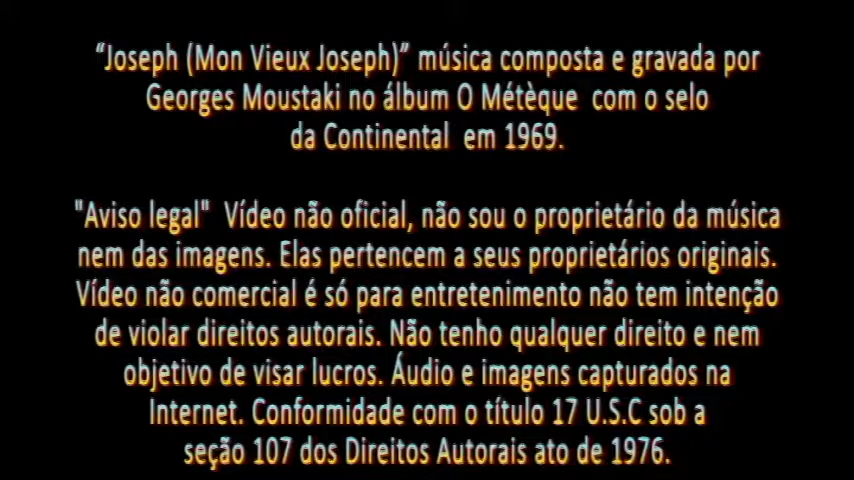 “Joseph (Mon Vieux Joseph)” música composta e gravada por
Georges Moustaki no álbum O Métèque com o selo
da Continental em 1969.
"Aviso legal" Vídeo não oficial, não sou o proprietário da música
nem das imagens. Elas pertencem a seus proprietários originais.
Vídeo não comercial é só para entretenimento não tem intenção
de violar direitos autorais. Não tenho qualquer direito e nem
objetivo de visar lucros. Áudio e imagens capturados na
Internet. Conformidade com o título 17 U.S.C sob a
seção 107 dos Direitos Autorais ato de 1976.